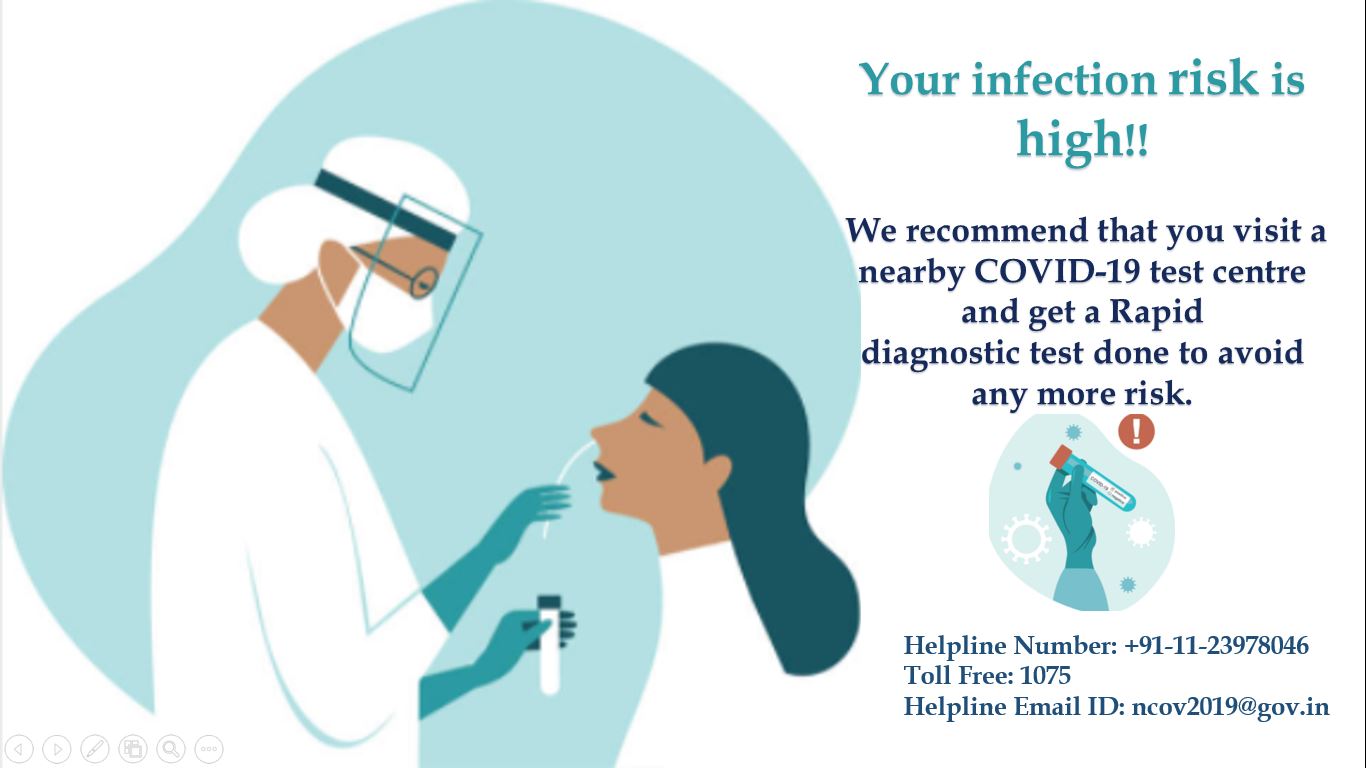 Your infection risk is
high!!
We recommend that you visit a
nearby COVID-19 test centre
and get a Rapid
diagnostic test done to avoid
any more risk.
COVID-19
Helpline Number: +91-11-23978046
Toll Free: 1075
Helpline Email ID: ncov2019@gov.in